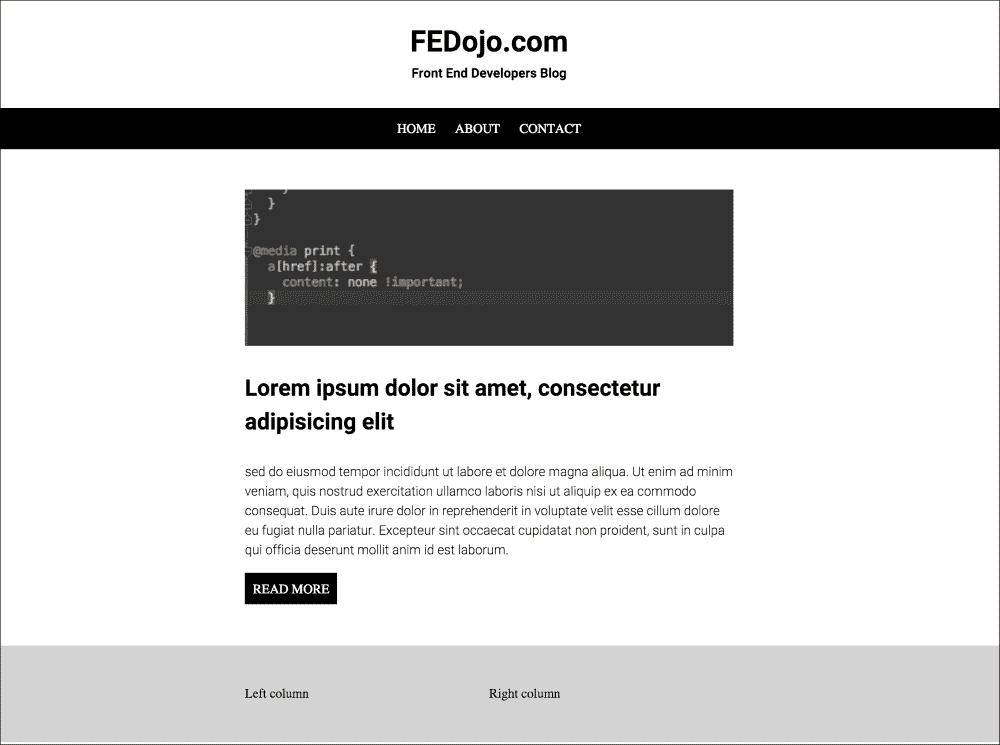 FEDojo.com
Front End Developers Blog
HOME ABOUT CONTACT
}
}
@media print {
a[href]:after {
content: none !important;
}
Lorem ipsum dolor sit amet, consectetur
adipisicing elit
sed do eiusmod tempor incididunt ut labore et dolore magna aliqua. Ut enim ad minim
veniam, quis nostrud exercitation ullamco laboris nisi ut aliquip ex ea commodo
consequat. Duis aute irure dolor in reprehenderit in voluptate velit esse cillum dolore
eu fugiat nulla pariatur. Excepteur sint occaecat cupidatat non proident, sunt in culpa
qui officia deserunt mollit anim id est laborum.
READ MORE
Left column Right column